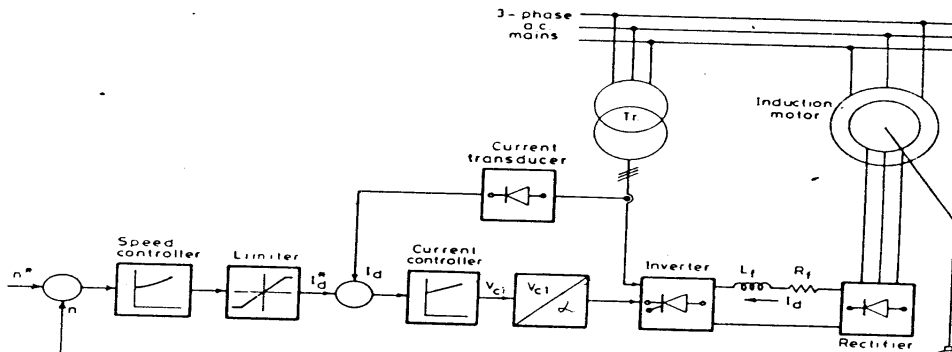 3-phase
a.c.
mains
Tr.
Induction
motor
Current
transducer
Speed
controller
Limiter
Current
controller
Inverter
Lf
Rf
n*
n
I*d
Id
Vci
Vc1
α
Id
Rectifier